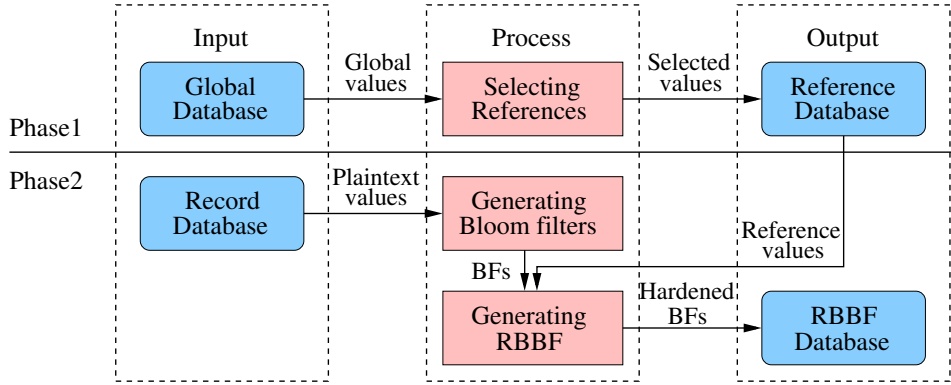 Input
Process
Output
Global
Database
Global
values
Selecting
References
Selected
values
Reference
Database
Phase1
Phase2
Record
Database
Plaintext
values
Generating
Bloom filters
Reference
values
BFs
Generating
RBBF
Hardened
BFs
RBBF
Database